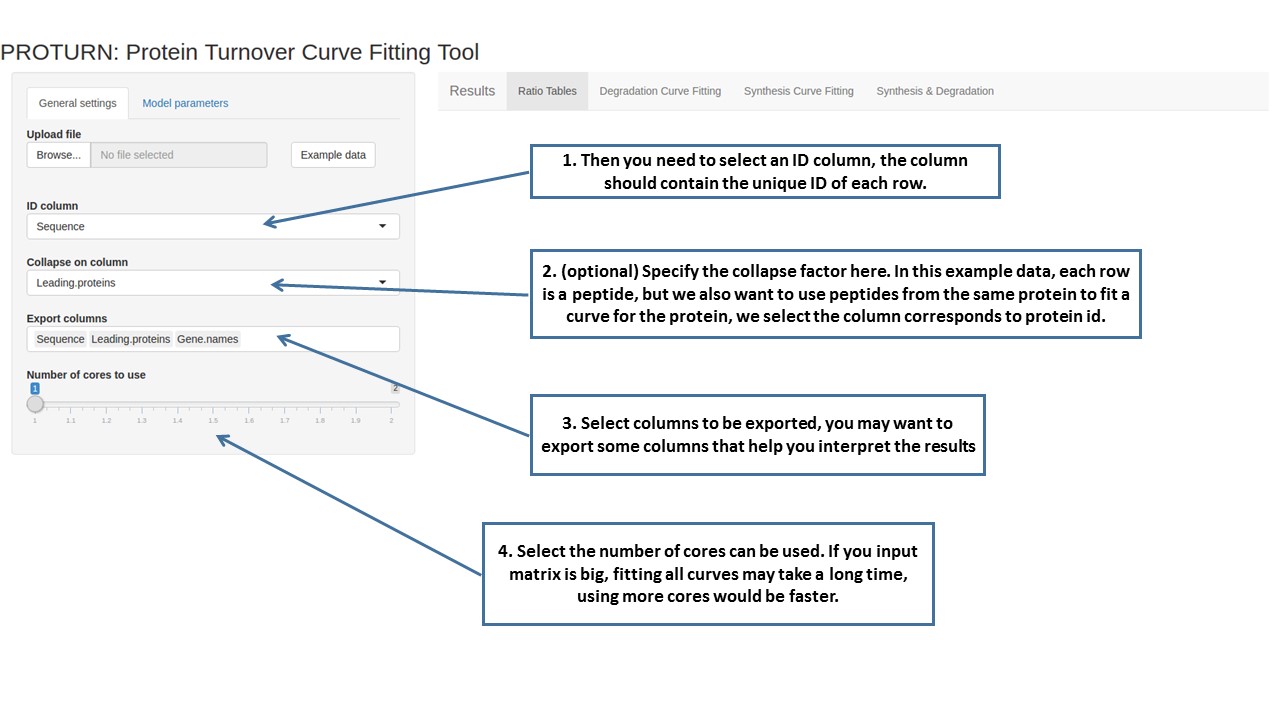 PROTURN: Protein Turnover Curve Fitting Tool
General settings Model parameters
Results Ratio Tables Degradation Curve Fitting Synthesis Curve Fitting Synthesis & Degradation
Upload file
Browse... No file selected Example data
ID column
Sequence
Collapse on column
Leading.proteins
Export columns
Sequence Leading.proteins Gene.names
Number of cores to use
1 2
1 1.1 1.2 1.3 1.4 1.5 1.6 1.7 1.8 1.9 2
1. Then you need to select an ID column, the column
should contain the unique ID of each row.
2. (optional) Specify the collapse factor here. In this example data, each row
is a peptide, but we also want to use peptides from the same protein to fit a
curve for the protein, we select the column corresponds to protein id.
3. Select columns to be exported, you may want to
export some columns that help you interpret the results
4. Select the number of cores can be used. If you input
matrix is big, fitting all curves may take a long time,
using more cores would be faster.